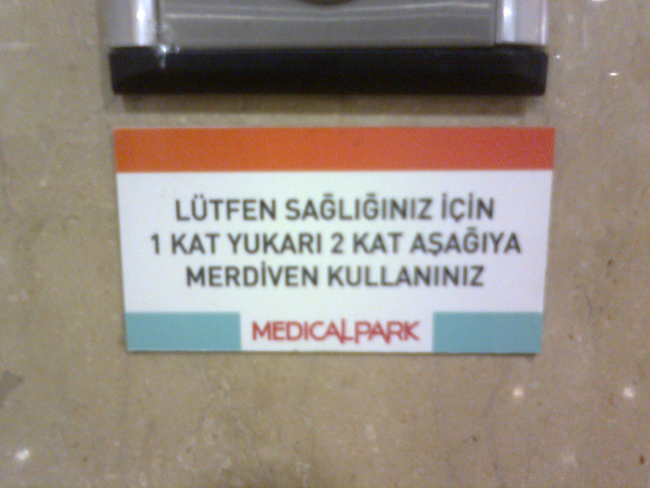 LÜTFEN SAĞLIĞINIZ İÇİN
1 KAT YUKARI 2 KAT AŞAĞIYA
MERDİVEN KULLANINIZ
MEDICALPARK